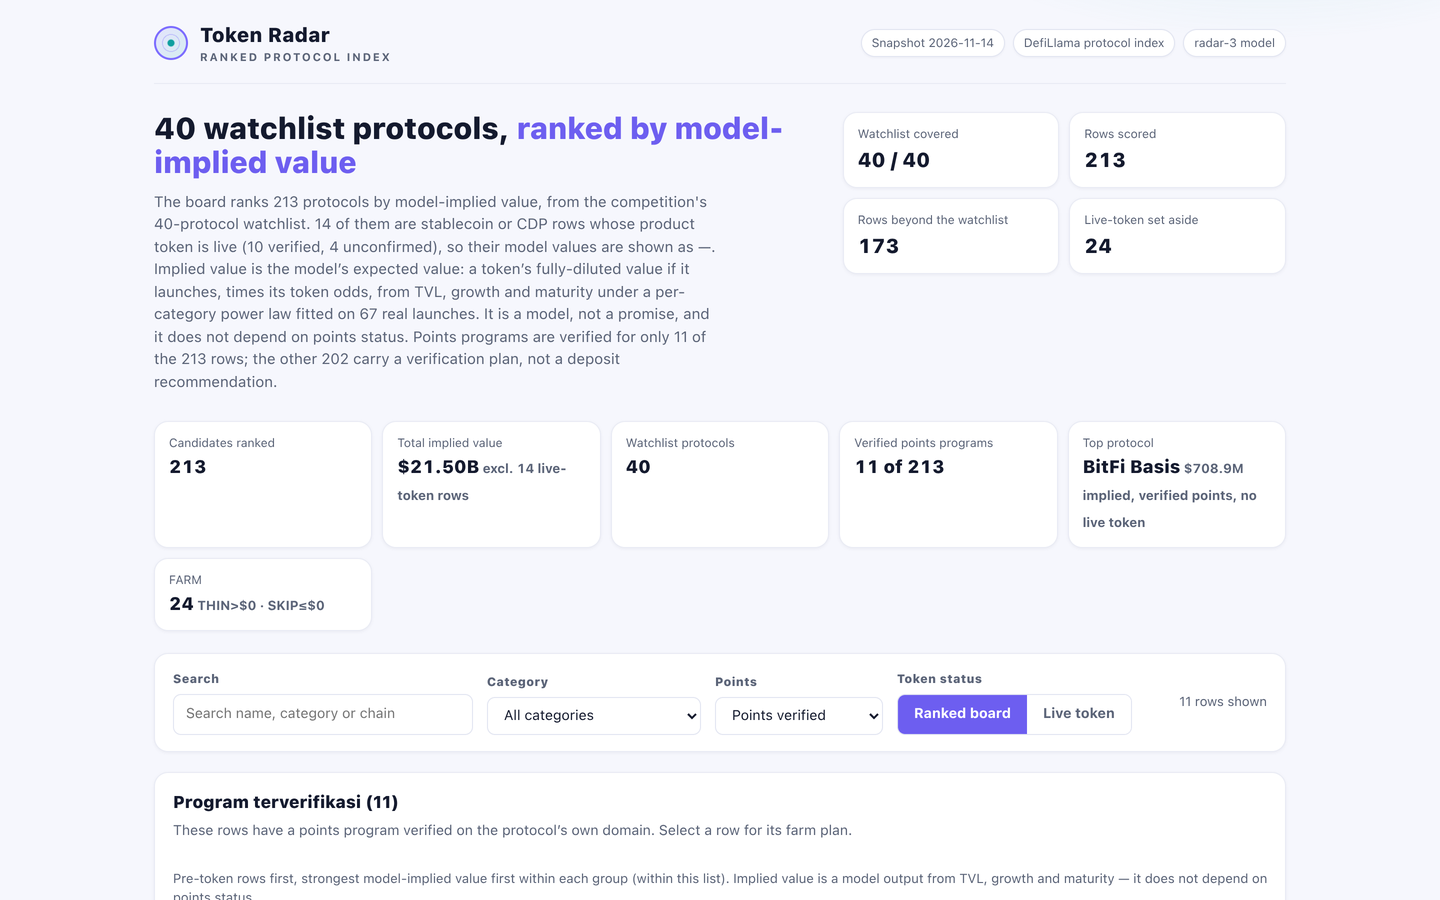 Token Radar
RANKED PROTOCOL INDEX
Snapshot 2026-11-14
DefiLlama protocol index
radar-3 model
40 watchlist protocols, ranked by model-
implied value
The board ranks 213 protocols by model-implied value, from the competition's
40-protocol watchlist. 14 of them are stablecoin or CDP rows whose product
token is live (10 verified, 4 unconfirmed), so their model values are shown as —.
Implied value is the model’s expected value: a token’s fully-diluted value if it
launches, times its token odds, from TVL, growth and maturity under a per-
category power law fitted on 67 real launches. It is a model, not a promise, and
it does not depend on points status. Points programs are verified for only 11 of
the 213 rows; the other 202 carry a verification plan, not a deposit
recommendation.
Watchlist covered
40 / 40
Rows scored
213
Rows beyond the watchlist
173
Live-token set aside
24
Candidates ranked
213
Total implied value
$21.50B excl. 14 live-
token rows
Watchlist protocols
40
Verified points programs
11 of 213
Top protocol
BitFi Basis $708.9M
implied, verified points, no
live token
FARM
24 THIN>$0 · SKIP≤$0
Search
Search name, category or chain
Category
All categories
Points
Points verified
Token status
Ranked board
Live token
11 rows shown
Program terverifikasi (11)
These rows have a points program verified on the protocol’s own domain. Select a row for its farm plan.
Pre-token rows first, strongest model-implied value first within each group (within this list). Implied value is a model output from TVL, growth and maturity — it does not depend on
points status.